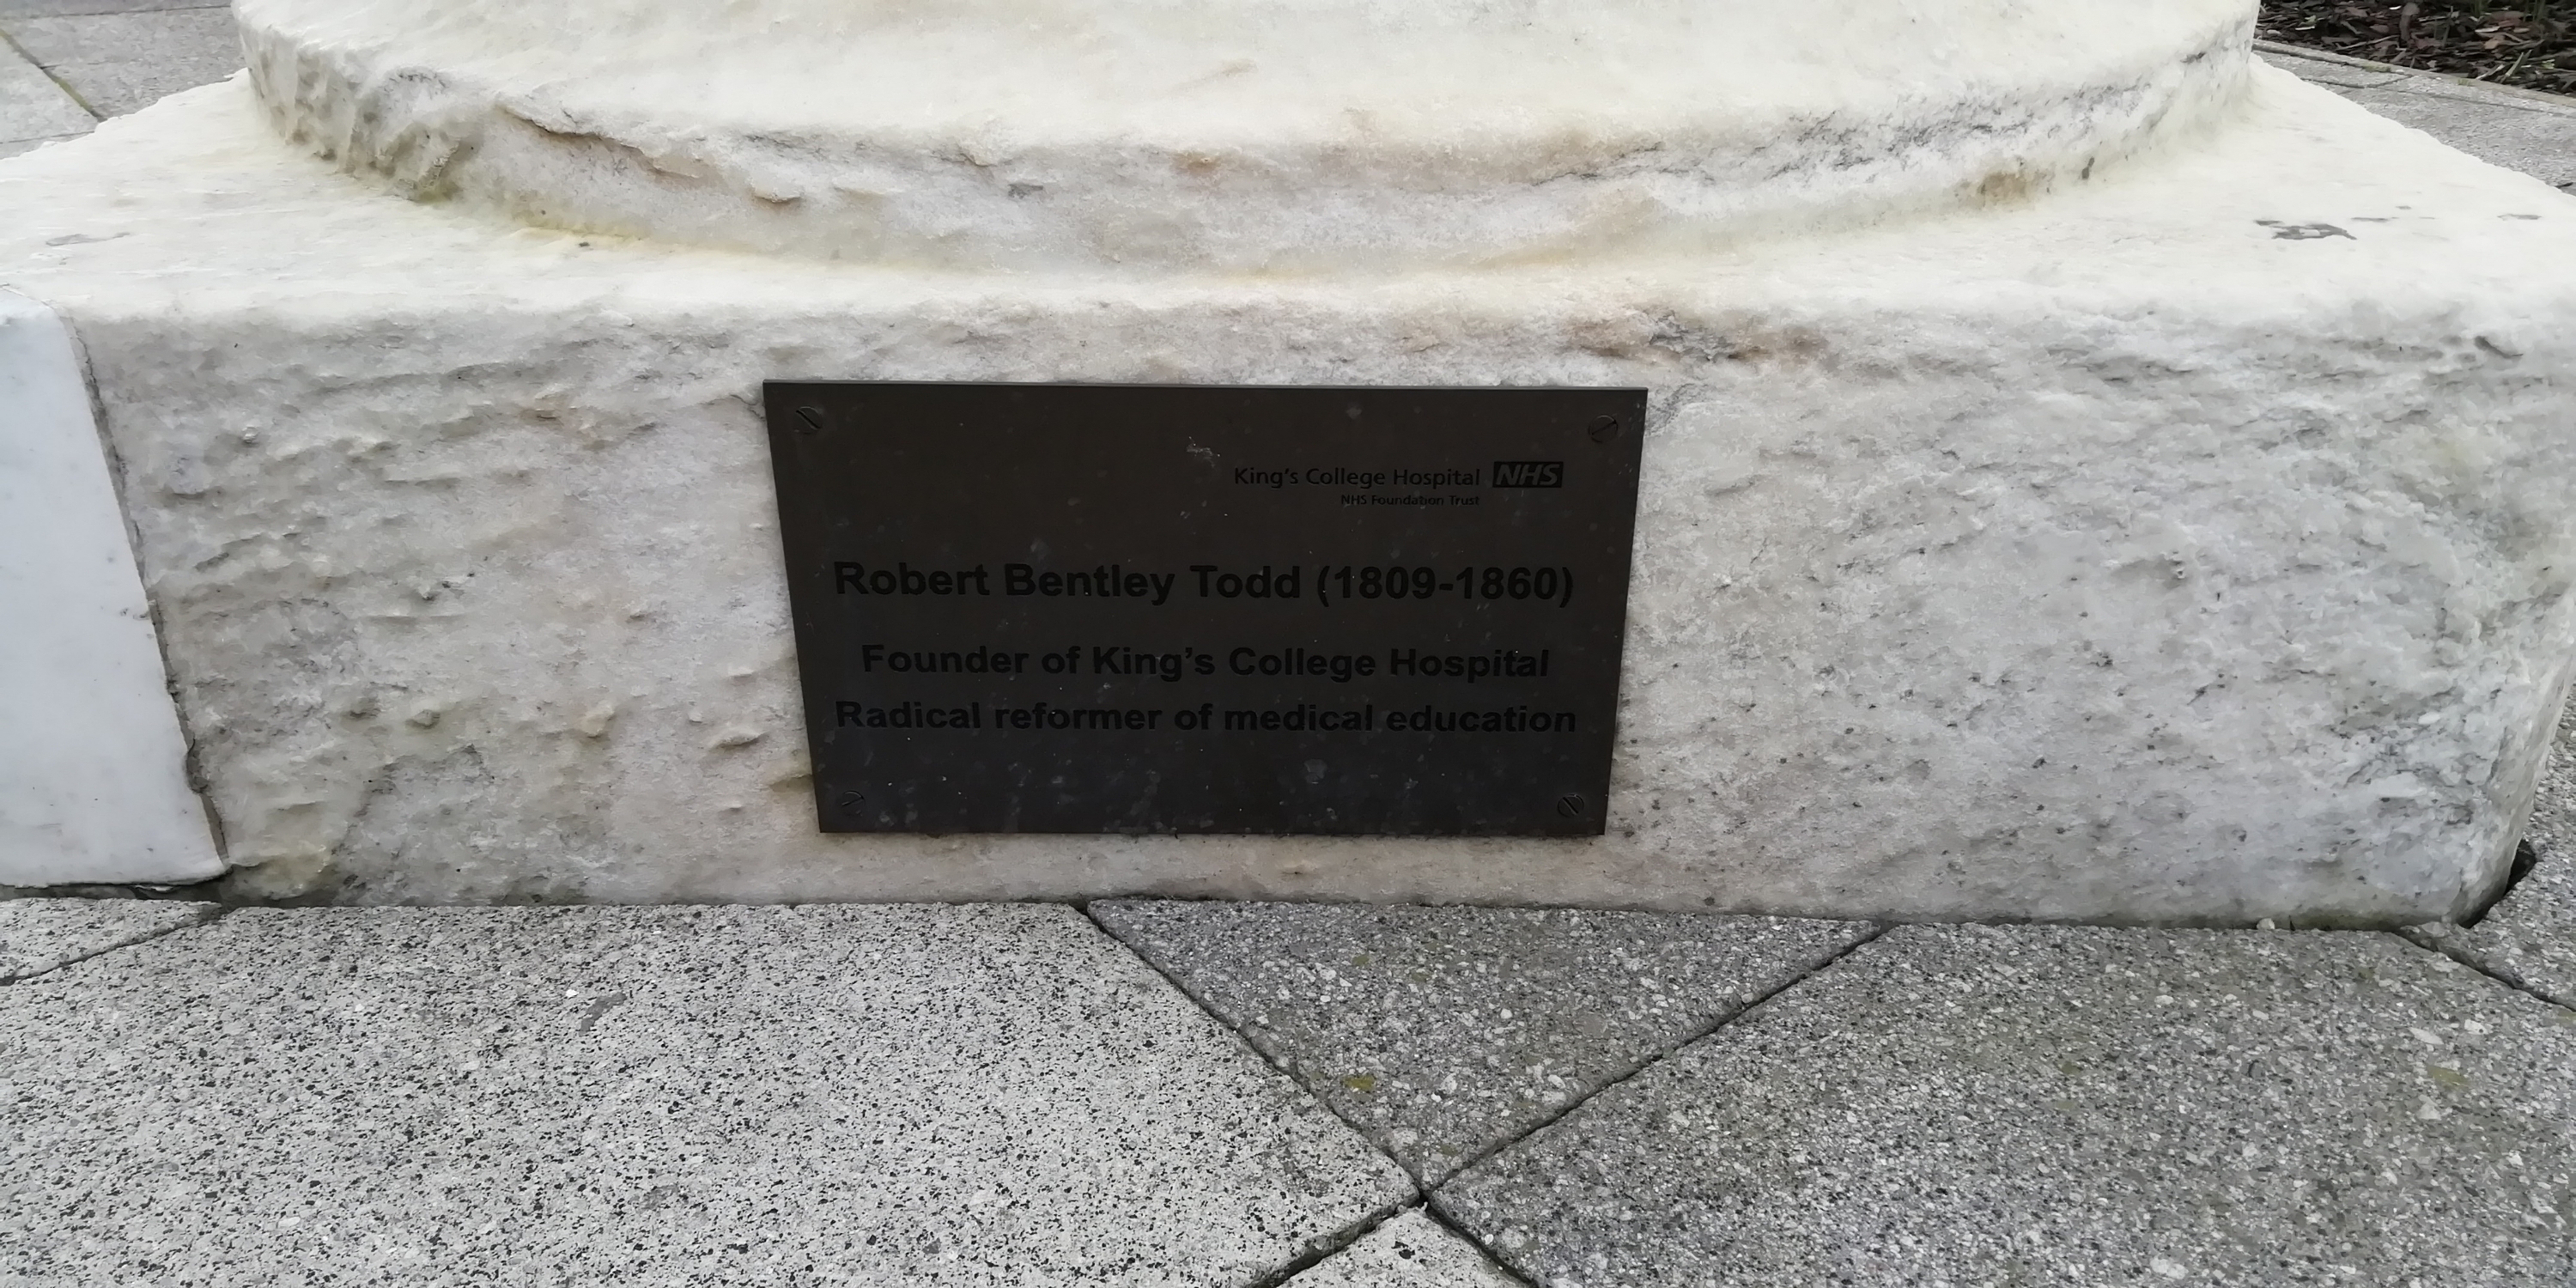 King's College Hospital NHS
NHS Foundation Trust
Robert Bentley Todd (1809-1860)
Founder of King's College Hospital
Radical reformer of medical education